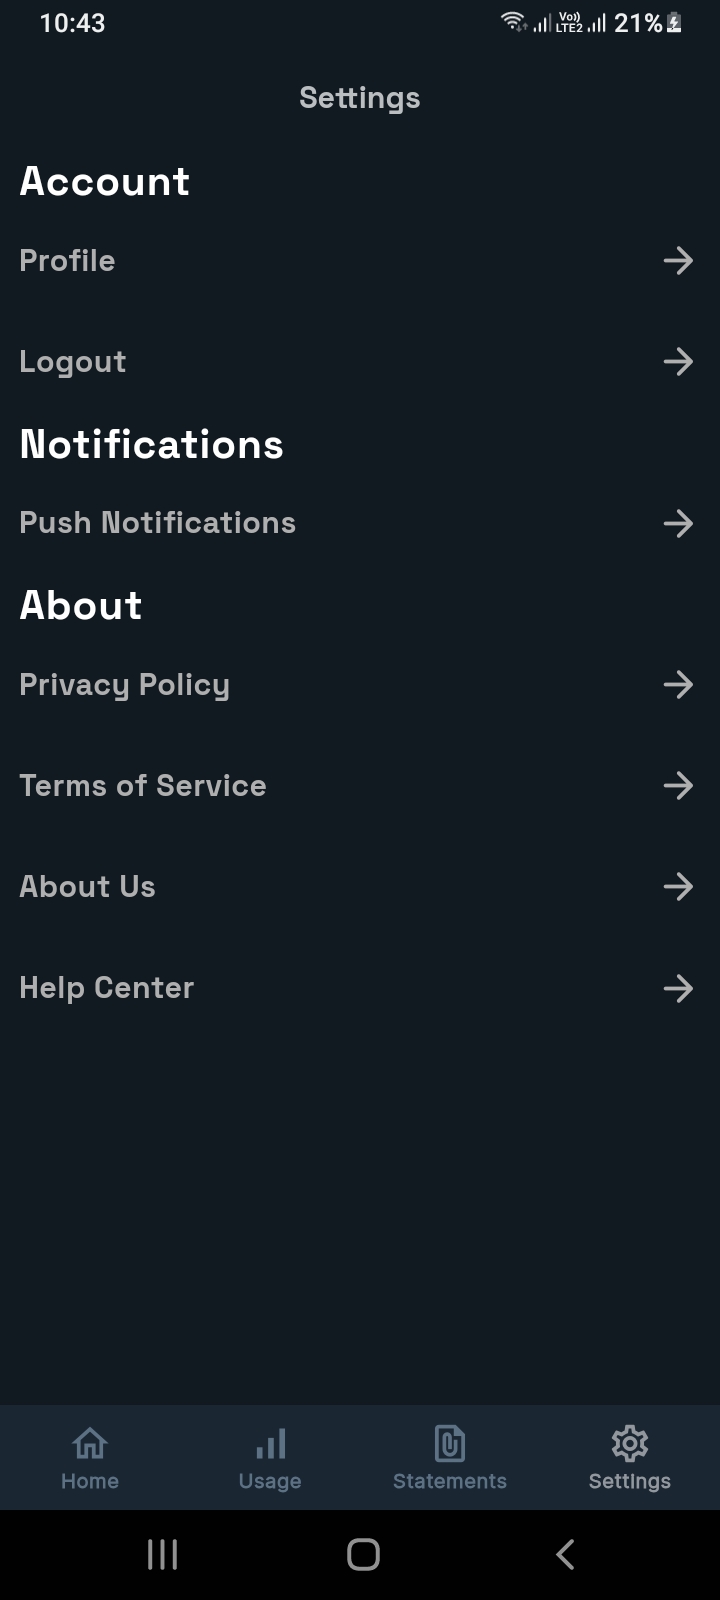 10:43 Vo)) LTE2 21%
Settings
Account
Profile
Logout
Notifications
Push Notifications
About
Privacy Policy
Terms of Service
About Us
Help Center
Home Usage Statements Settings